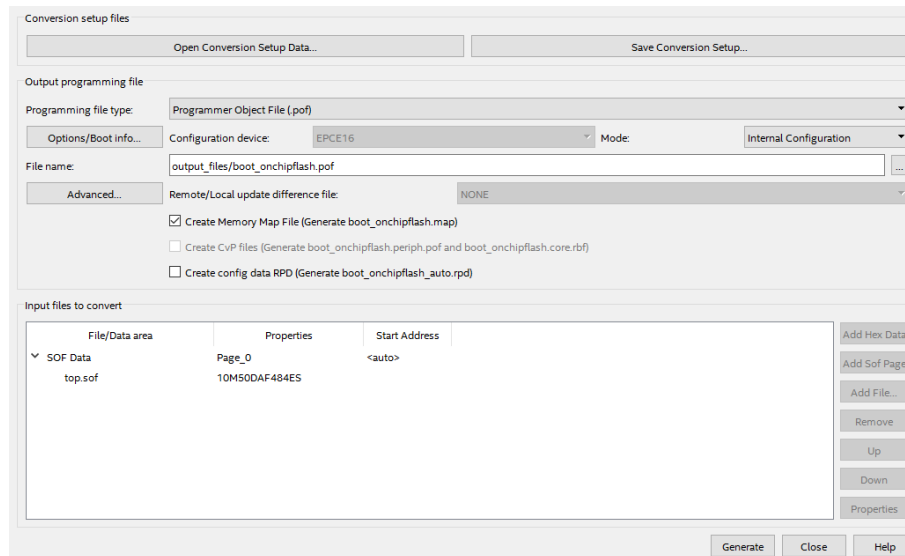 Conversion setup files
Open Conversion Setup Data... Save Conversion Setup...
Output programming file
Programming file type: Programmer Object File (.pof)
Options/Boot info... Configuration device: EPCE16 Mode: Internal Configuration
File name: output_files/boot_onchipflash.pof ...
Advanced... Remote/Local update difference file: NONE
Create Memory Map File (Generate boot_onchipflash.map)
Create CvP files (Generate boot_onchipflash.periph.pof and boot_onchipflash.core.rbf)
Create config data RPD (Generate boot_onchipflash_auto.rpd)
Input files to convert
File/Data area Properties Start Address
SOF Data Page_0 <auto>
top.sof 10M50DAF484ES
Add Hex Data
Add Sof Page
Add File...
Remove
Up
Down
Properties
Generate Close Help